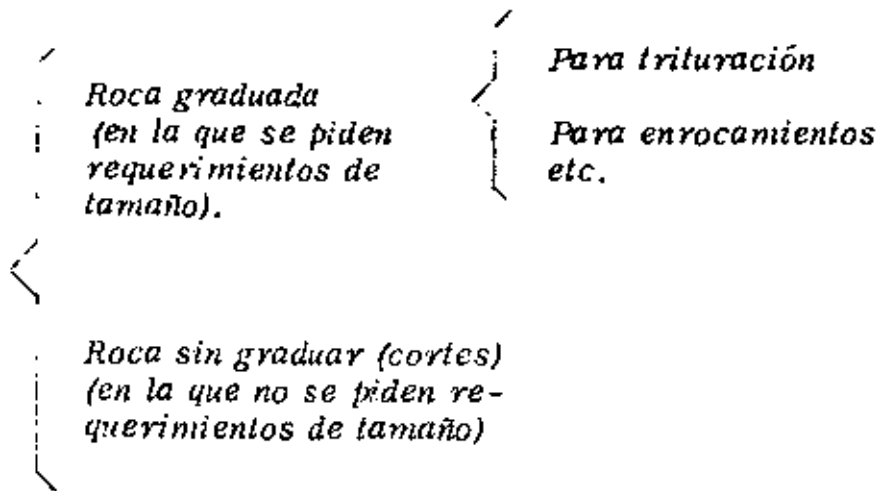 Roca graduada
(en la que se piden
requerimientos de
tamaño).
Para trituración
Para enrocamientos
etc.
Roca sin graduar (cortes)
(en la que no se piden re-
querimientos de tamaño)